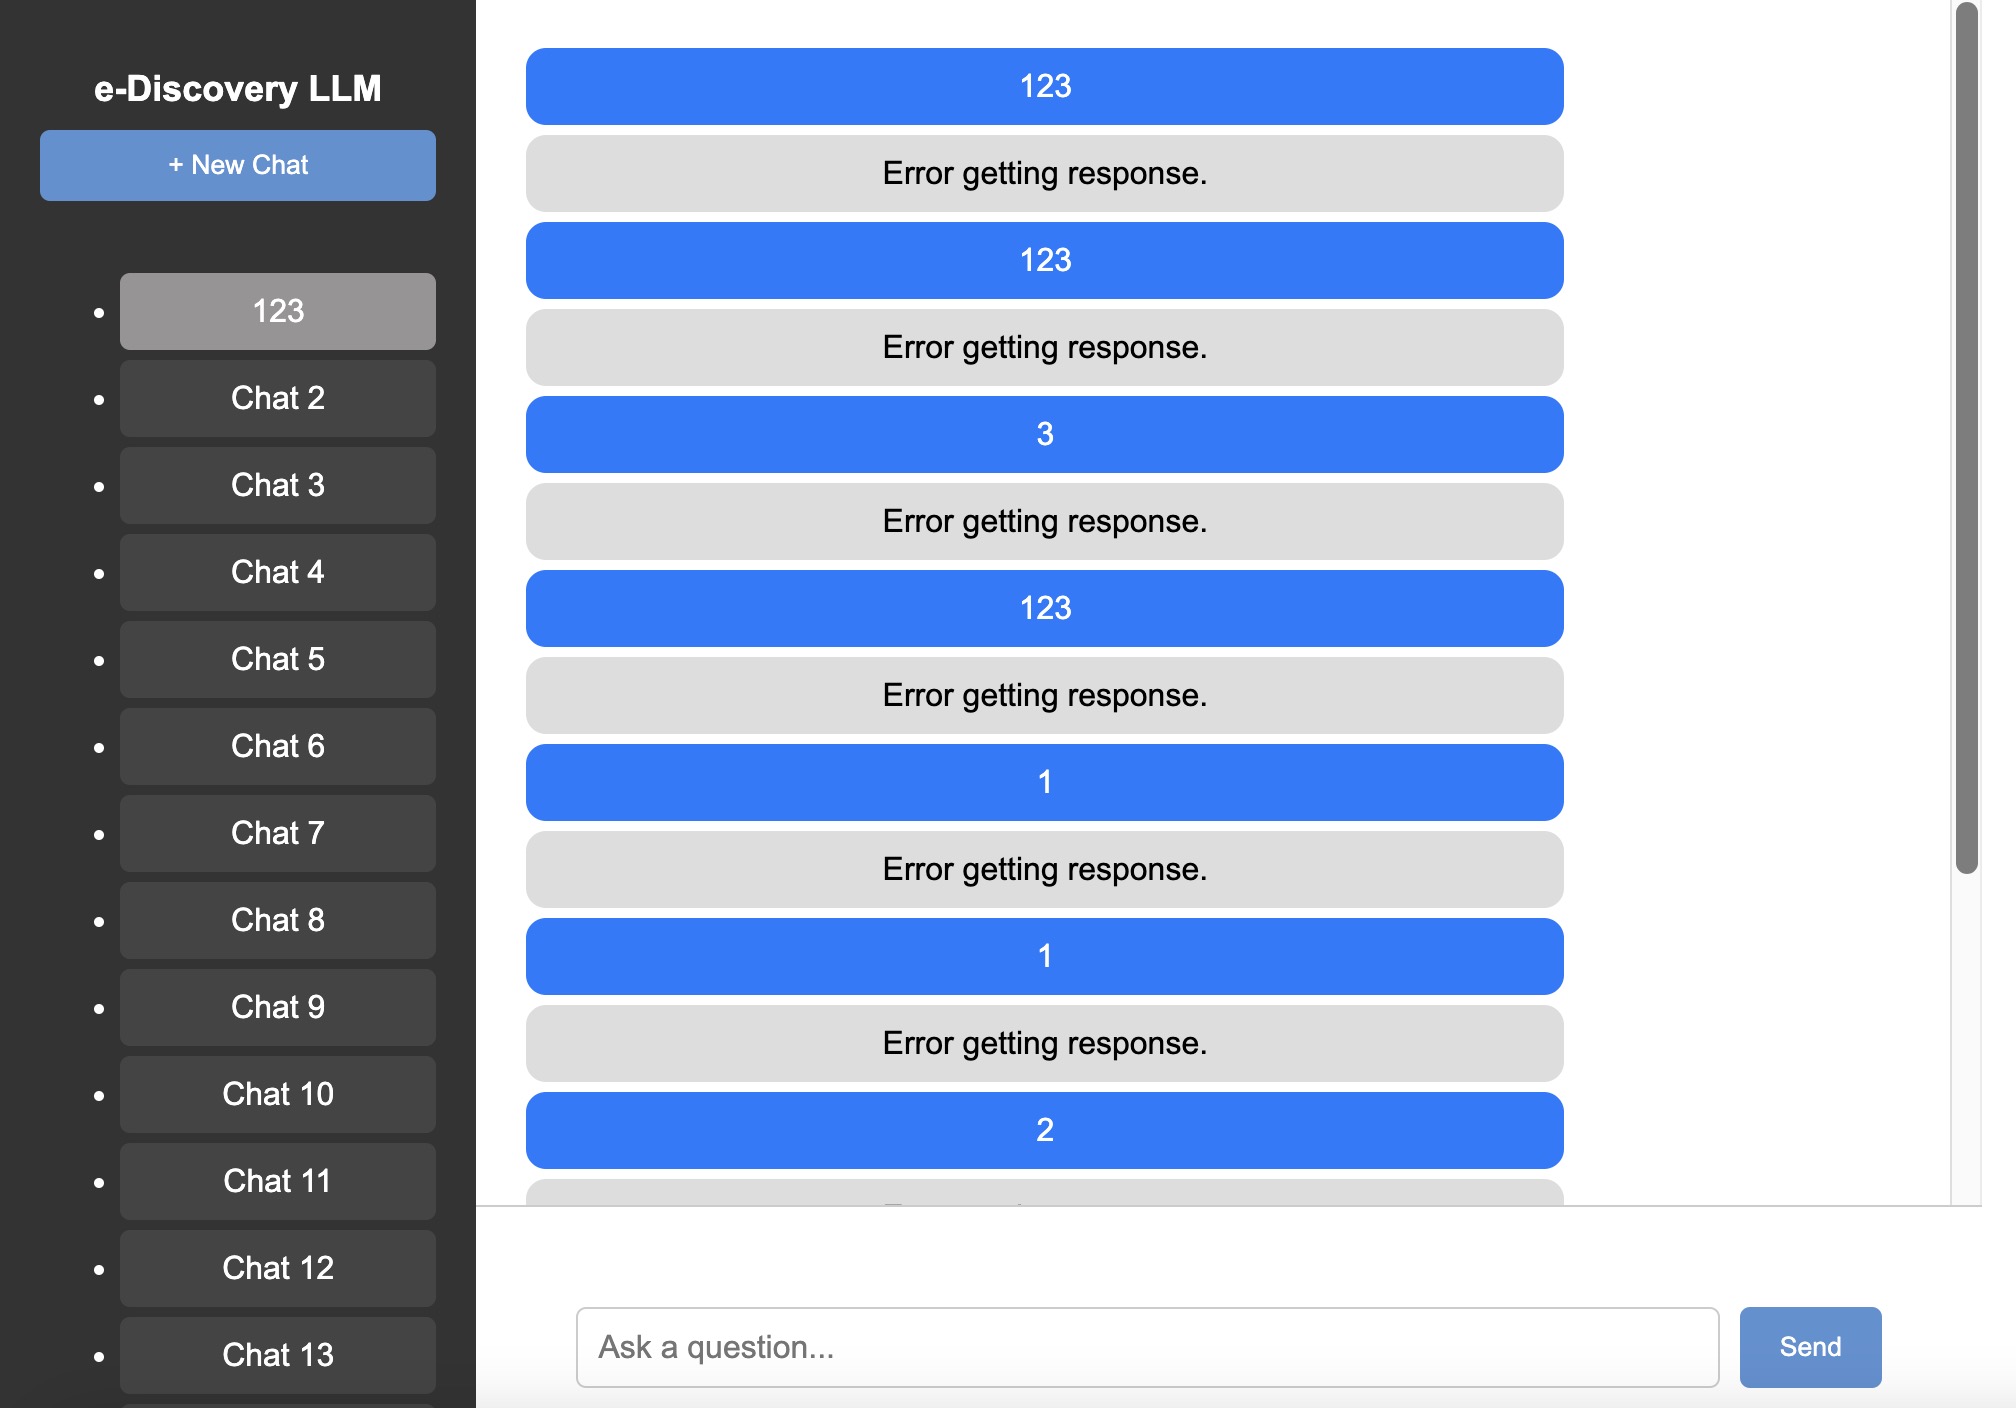 e-Discovery LLM
+ New Chat
123
Chat 2
Chat 3
Chat 4
Chat 5
Chat 6
Chat 7
Chat 8
Chat 9
Chat 10
Chat 11
Chat 12
Chat 13
123
Error getting response.
123
Error getting response.
3
Error getting response.
123
Error getting response.
1
Error getting response.
1
Error getting response.
2
Ask a question...
Send